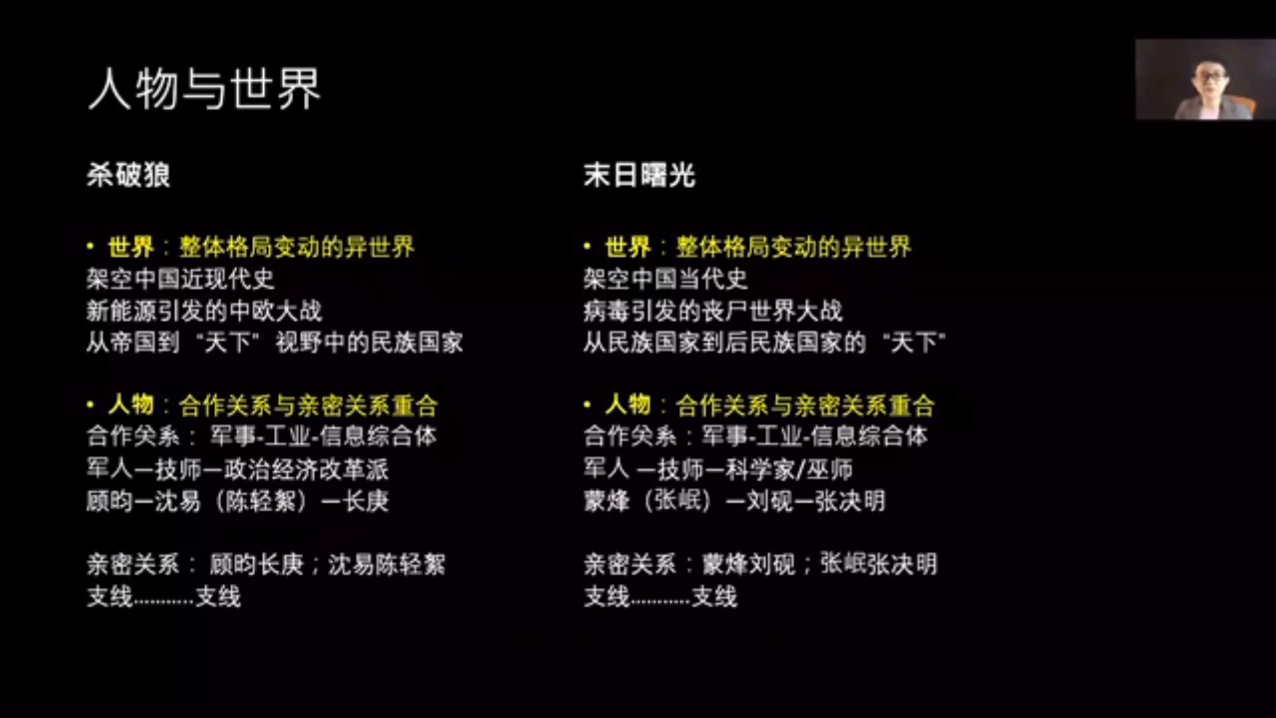 人物与世界
杀破狼
• 世界：整体格局变动的异世界
架空中国近现代史
新能源引发的中欧大战
从帝国到 “天下” 视野中的民族国家
• 人物：合作关系与亲密关系重合
合作关系： 军事-工业-信息综合体
军人—技师—政治经济改革派
顾昀—沈易（陈轻絮）—长庚
亲密关系： 顾昀长庚；沈易陈轻絮
支线………..支线
末日曙光
• 世界：整体格局变动的异世界
架空中国当代史
病毒引发的丧尸世界大战
从民族国家到后民族国家的 “天下”
• 人物：合作关系与亲密关系重合
合作关系：军事-工业-信息综合体
军人 —技师—科学家/巫师
蒙烽（张岷）—刘砚—张决明
亲密关系：蒙烽刘砚；张岷张决明
支线………..支线